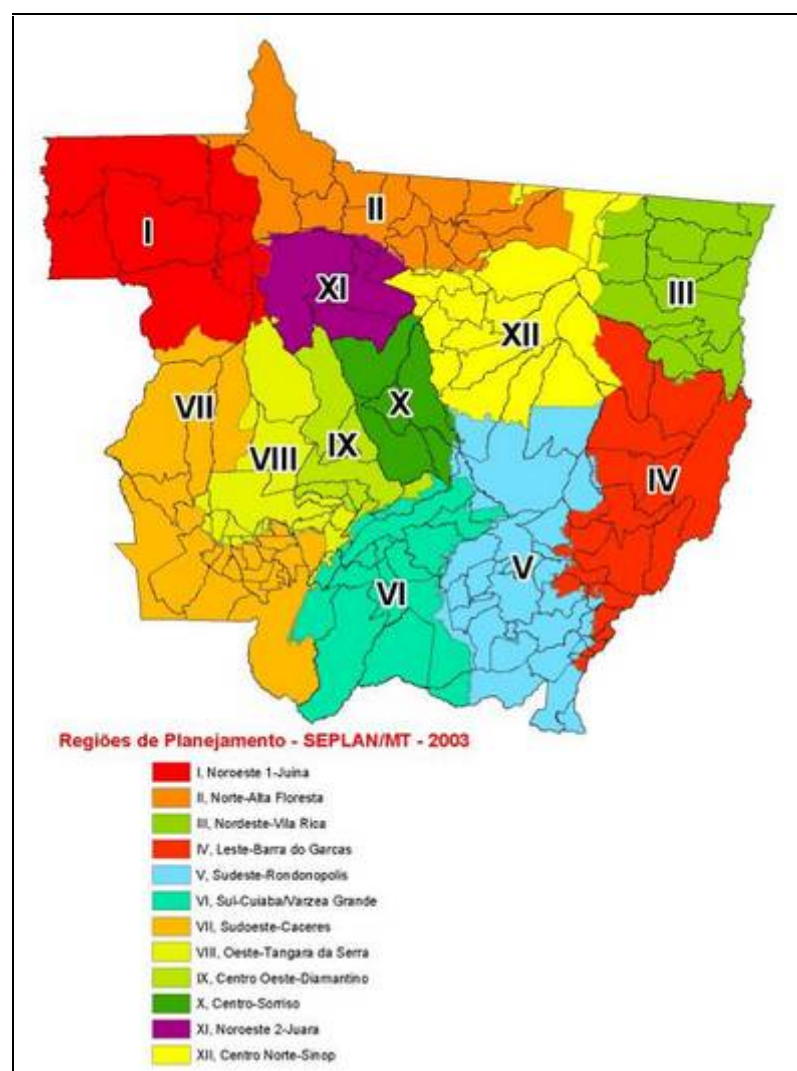 I
II
XI
III
XII
VII
X
VIII
IX
IV
V
VI
Regiões de Planejamento - SEPLAN/MT - 2003
I, Noroeste 1-Juina
II, Norte-Alta Floresta
III, Nordeste-Vila Rica
IV, Leste-Barra do Garcas
V, Sudeste-Rondonopolis
VI, Sul-Cuiaba/Varzea Grande
VII, Sudoeste-Caceres
VIII, Oeste-Tangara da Serra
IX, Centro Oeste-Diamantino
X, Centro-Sorriso
XI, Noroeste 2-Juara
XII, Centro Norte-Sinop